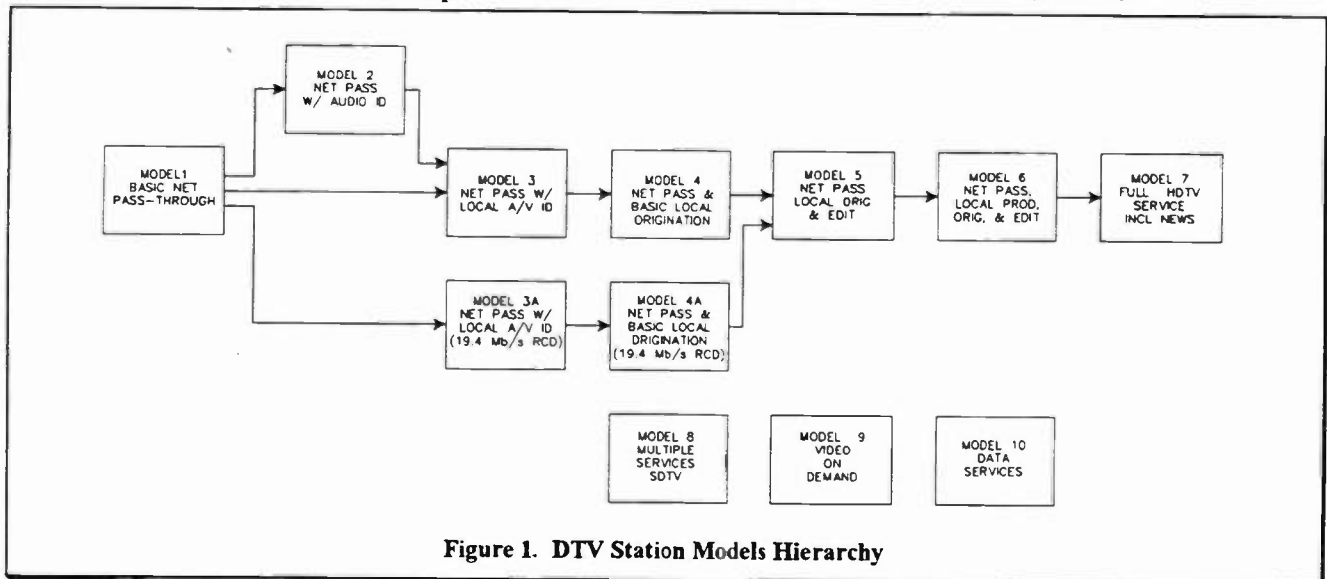 MODEL 2
NET PASS
W/ AUDIO ID
MODEL1
BASIC NET
PASS-THROUGH
MODEL 3
NET PASS W/
LOCAL A/V ID
MODEL 4
NET PASS &
BASIC LOCAL
ORIGINATION
MODEL 5
NET PASS
LOCAL ORIG
& EDIT
MODEL 6
NET PASS,
LOCAL PROD,
ORIG, & EDIT
MODEL 7
FULL HDTV
SERVICE
INCL NEWS
MODEL 3A
NET PASS W/
LOCAL A/V ID
(19.4 Mb/s RCD)
MODEL 4A
NET PASS &
BASIC LOCAL
ORIGINATION
(19.4 Mb/s RCD)
MODEL 8
MULTIPLE
SERVICES
SDTV
MODEL 9
VIDEO
ON
DEMAND
MODEL 10
DATA
SERVICES
Figure 1. DTV Station Models Hierarchy